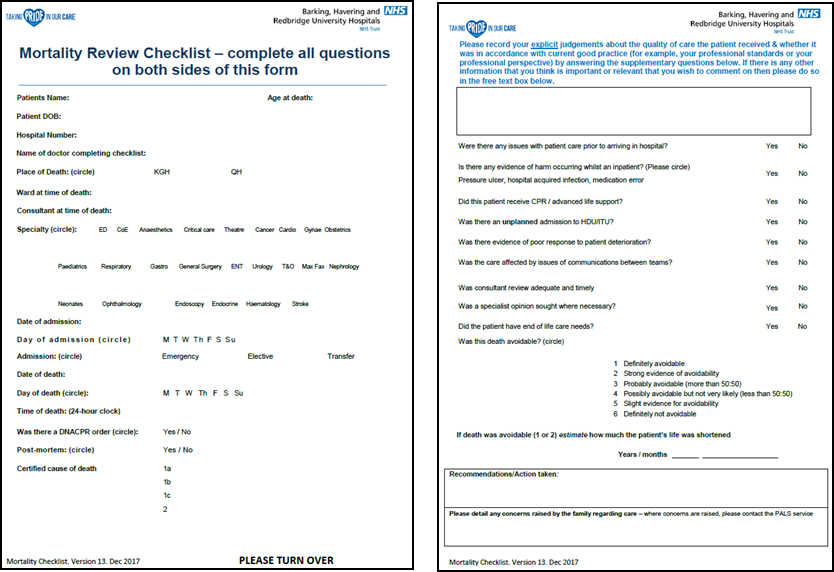 TAKING PRIDE IN OUR CARE
Barking, Havering and NHS
Redbridge University Hospitals
NHS Trust
Mortality Review Checklist – complete all questions
on both sides of this form
Patients Name: Age at death:
Patient DOB:
Hospital Number:
Name of doctor completing checklist:
Place of Death: (circle) KGH QH
Ward at time of death:
Consultant at time of death:
Specialty (circle): ED CoE Anaesthetics Critical care Theatre Cancer Cardio Gynae Obstetrics
Paediatrics Respiratory Gastro General Surgery ENT Urology T&O Max Fax Nephrology
Neonates Ophthalmology Endoscopy Endocrine Haematology Stroke
Date of admission:
Day of admission (circle) M T W Th F S Su
Admission: (circle) Emergency Elective Transfer
Date of death:
Day of death (circle): M T W Th F S Su
Time of death: (24-hour clock)
Was there a DNACPR order (circle): Yes / No
Post-mortem: (circle) Yes / No
Certified cause of death 1a
1b
1c
2
Mortality Checklist. Version 13. Dec 2017 PLEASE TURN OVER
TAKING PRIDE IN OUR CARE
Barking, Havering and NHS
Redbridge University Hospitals
NHS Trust
Please record your explicit judgements about the quality of care the patient received & whether it
was in accordance with current good practice (for example, your professional standards or your
professional perspective) by answering the supplementary questions below. If there is any other
information that you think is important or relevant that you wish to comment on then please do so
in the free text box below.
Were there any issues with patient care prior to arriving in hospital? Yes No
Is there any evidence of harm occurring whilst an inpatient? (Please circle) Yes No
Pressure ulcer, hospital acquired infection, medication error
Did this patient receive CPR / advanced life support? Yes No
Was there an unplanned admission to HDU/ITU? Yes No
Was there evidence of poor response to patient deterioration? Yes No
Was the care affected by issues of communications between teams? Yes No
Was consultant review adequate and timely Yes No
Was a specialist opinion sought where necessary? Yes No
Did the patient have end of life care needs? Yes No
Was this death avoidable? (circle)
1 Definitely avoidable
2 Strong evidence of avoidability
3 Probably avoidable (more than 50:50)
4 Possibly avoidable but not very likely (less than 50:50)
5 Slight evidence for avoidability
6 Definitely not avoidable
If death was avoidable (1 or 2) estimate how much the patient's life was shortened
Years / months ______ ________________
Recommendations/Action taken:
Please detail any concerns raised by the family regarding care – where concerns are raised, please contact the PALS service
Mortality Checklist. Version 13. Dec 2017